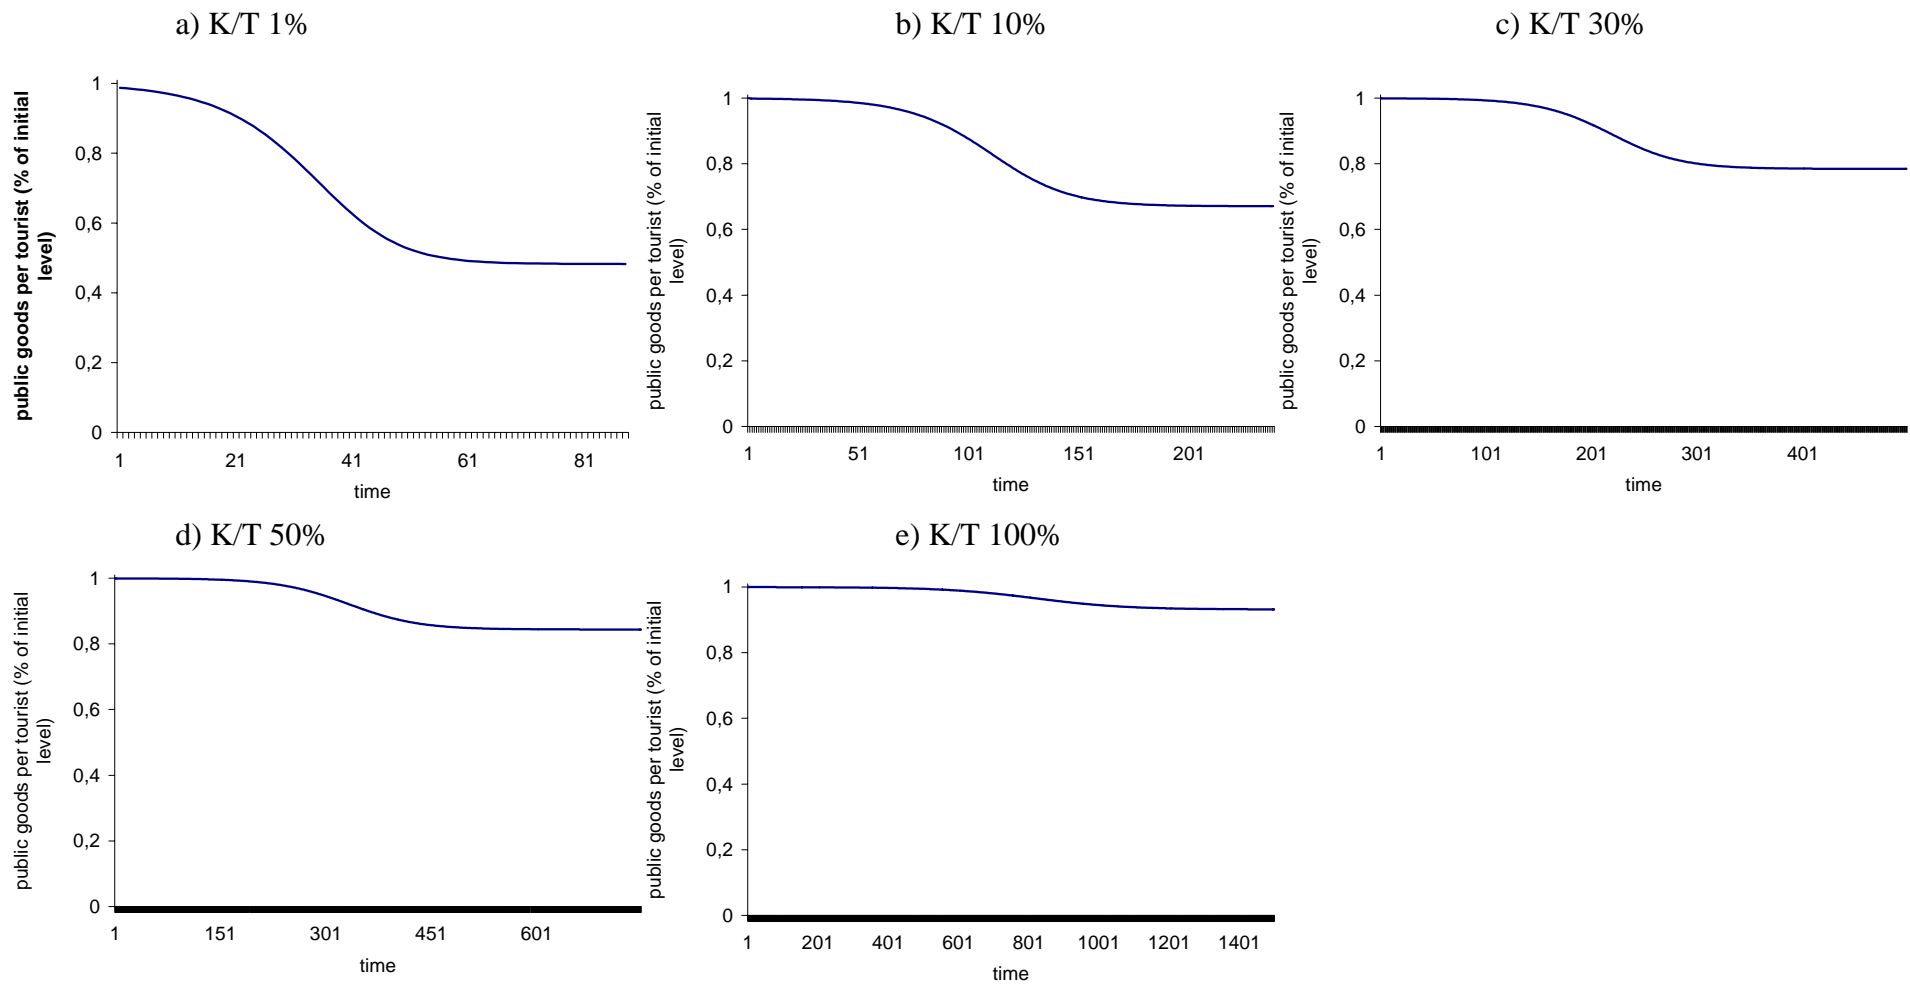 a) K/T 1%
b) K/T 10%
c) K/T 30%
public goods per tourist (% of initial
level)
1
0,8
0,6
0,4
0,2
0
1 21 41 61 81
time
public goods per tourist (% of initial
level)
1
0,8
0,6
0,4
0,2
0
1 51 101 151 201
time
public goods per tourist (% of initial
level)
1
0,8
0,6
0,4
0,2
0
1 101 201 301 401
time
d) K/T 50%
e) K/T 100%
public goods per tourist (% of initial
level)
1
0,8
0,6
0,4
0,2
0
1 151 301 451 601
time
public goods per tourist (% of initial
level)
1
0,8
0,6
0,4
0,2
0
1 201 401 601 801 1001 1201 1401
time